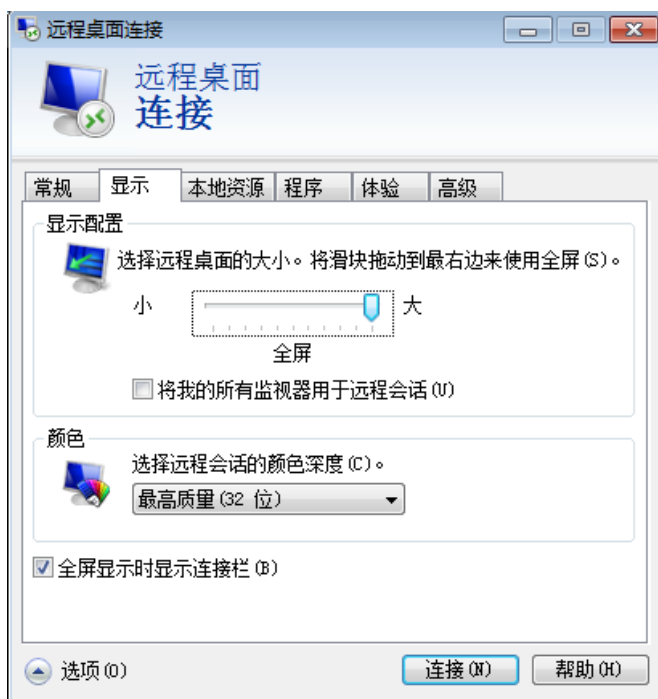 远程桌面连接
远程桌面
连接
常规 显示 本地资源 程序 体验 高级
显示配置
选择远程桌面的大小。将滑块拖动到最右边来使用全屏(S)。
小 大
全屏
将我的所有监视器用于远程会话(U)
颜色
选择远程会话的颜色深度(C)。
最高质量(32 位)
全屏显示时显示连接栏(B)
选项(O) 连接(N) 帮助(H)